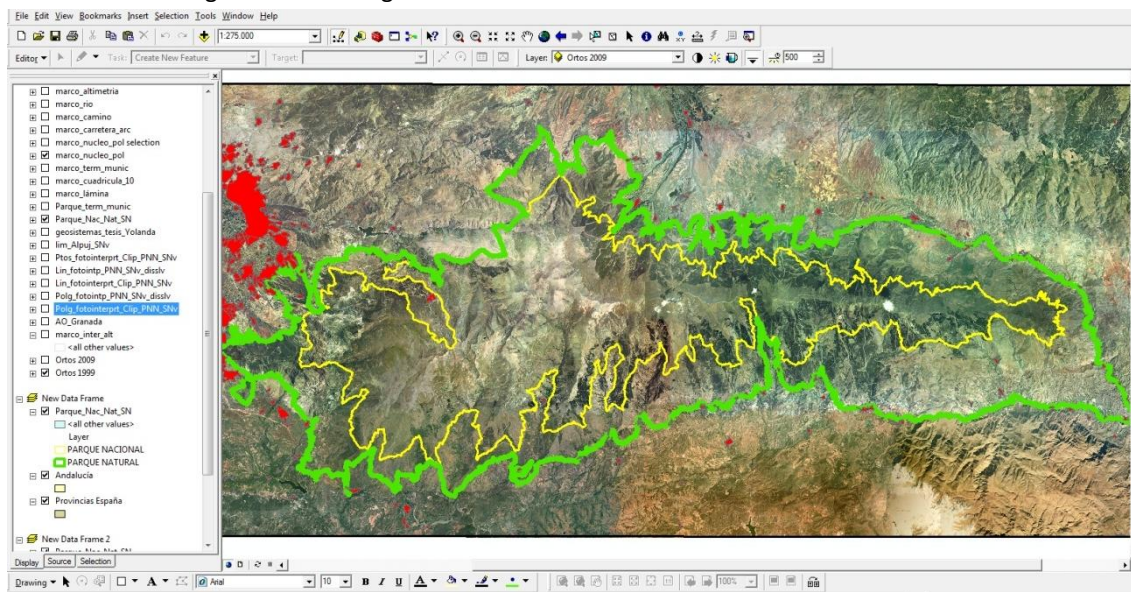 File Edit View Bookmarks Insert Selection Tools Window Help
1:275.000
Editor Task: Create New Feature Target: Layer: Ortos 2009 500
marco_altimetria
marco_rio
marco_camino
marco_carretera_arc
marco_nucleo_pol selection
marco_nucleo_pol
marco_term_munic
marco_cuadricula_10
marco_lámina
Parque_term_munic
Parque_Nac_Nat_SN
geosistemas_tesis_Yolanda
lim_Alpuj_SNv
Ptos_fotointerprt_Clip_PNN_SNv
Lin_fotointp_PNN_SNv_disslv
Lin_fotointerprt_Clip_PNN_SNv
Polg_fotointp_PNN_SNv_disslv
Polg_fotointerprt_Clip_PNN_SNv
AO_Granada
marco_inter_alt
<all other values>
Ortos 2009
Ortos 1999
New Data Frame
Parque_Nac_Nat_SN
<all other values>
Layer
PARQUE NACIONAL
PARQUE NATURAL
Andalucía
Provincias España
New Data Frame 2
Display Source Selection
Drawing A Arial 10 B I U A 100%